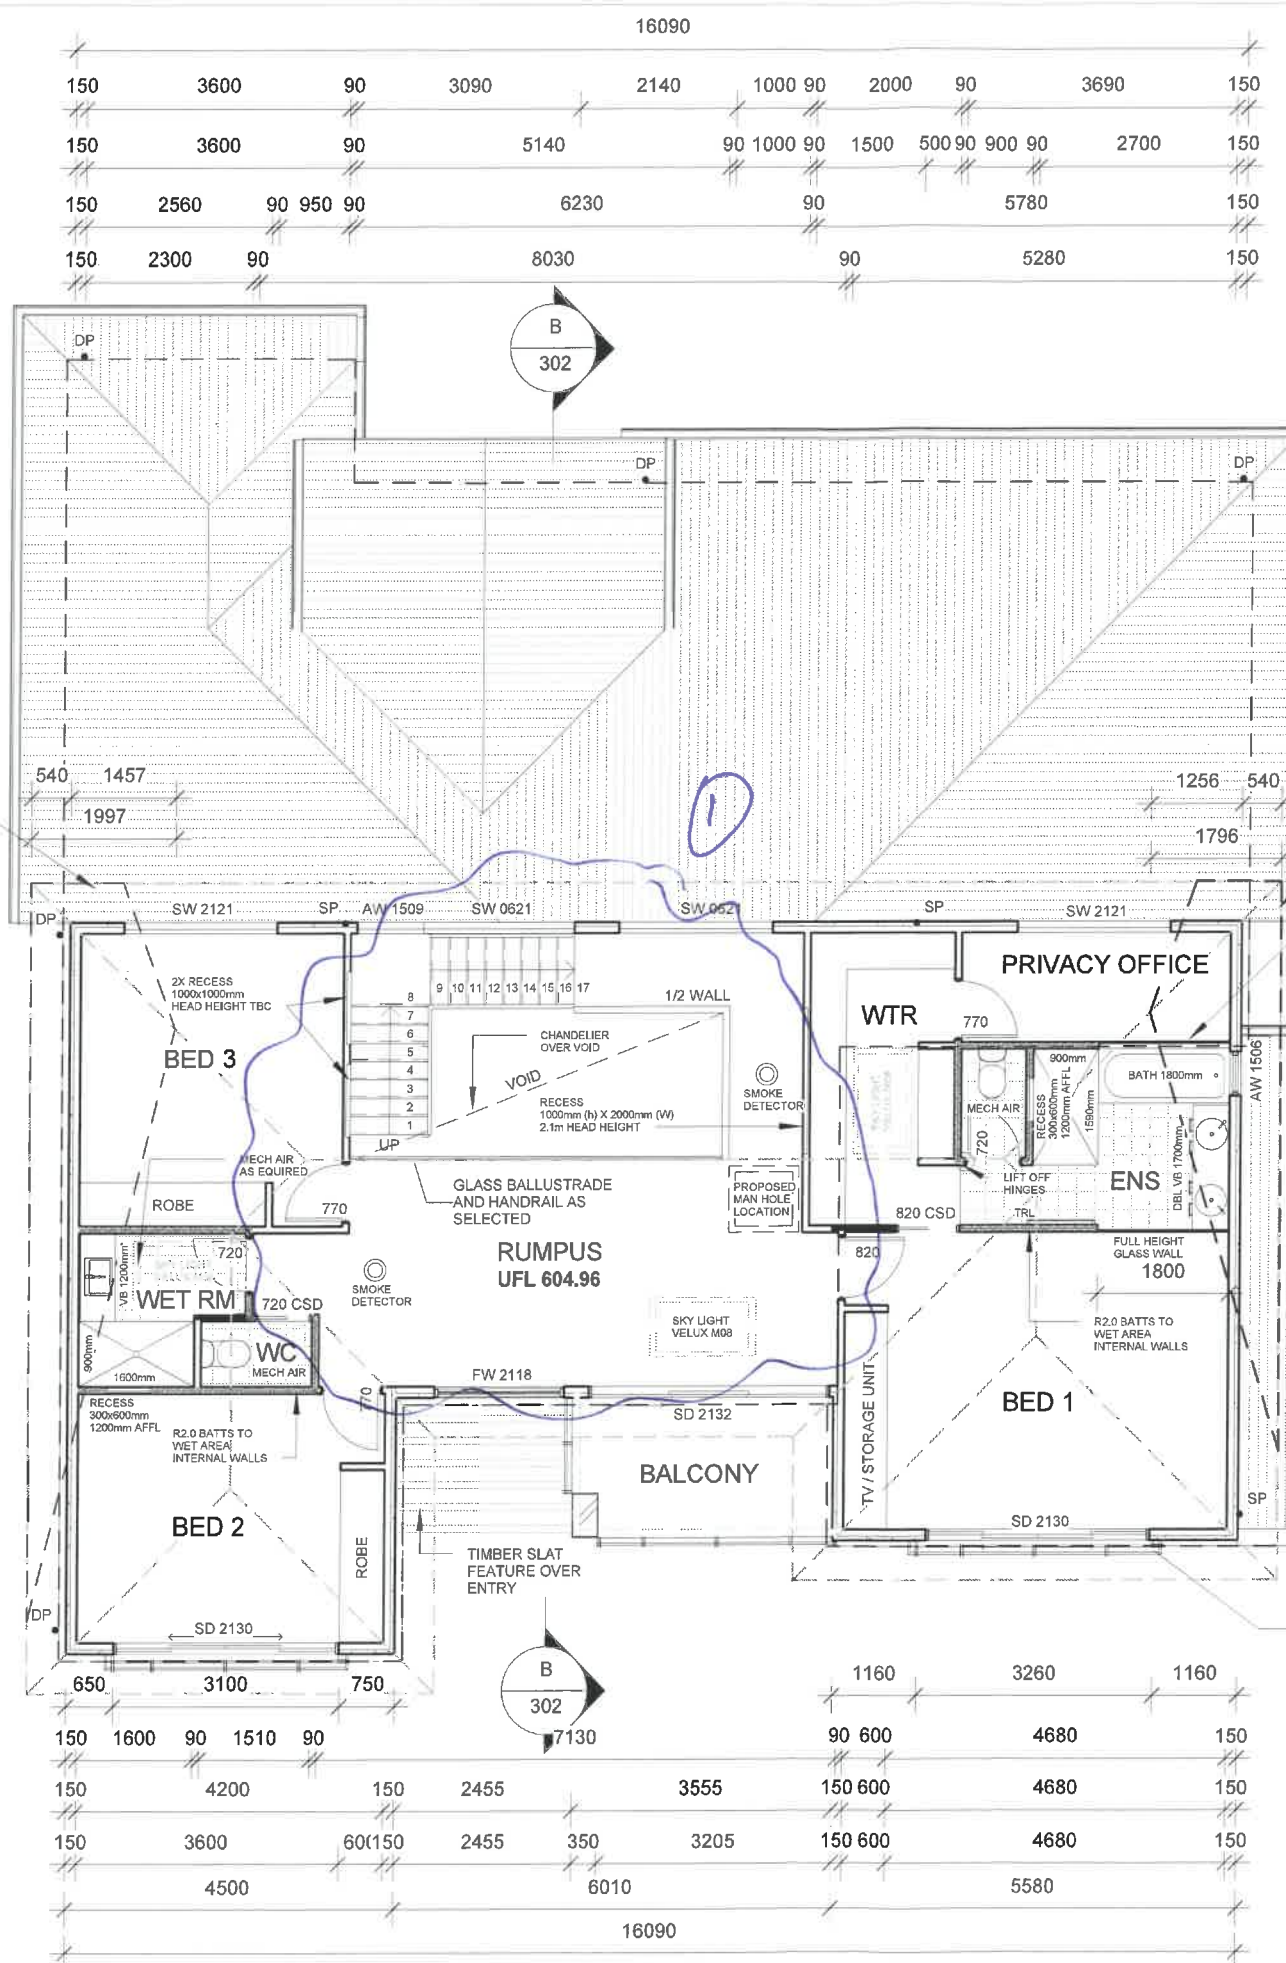 16090
150 3600 90 3090 2140 1000 90 2000 90 3690 150
150 3600 90 5140 90 1000 90 1500 500 90 900 90 2700 150
150 2560 90 950 90 6230 90 5780 150
150 2300 90 8030 90 5280 150
B
302
DP
DP
DP
540 1457
1997
1
1256 540
1796
DP
SW 2121
SP
AW 1509
SW 0621
SW 0621
SP
SW 2121
2X RECESS
1000x1000mm
HEAD HEIGHT TBC
BED 3
9 10 11 12 13 14 15 16 17
8
7
6
5
4
3
2
1
UP
1/2 WALL
CHANDELIER
OVER VOID
VOID
RECESS
1000mm (h) X 2000mm (W)
2.1m HEAD HEIGHT
SMOKE
DETECTOR
WTR
PRIVACY OFFICE
770
900mm
BATH 1800mm
AW 1506
MECH AIR
720
RECESS
300x600mm
1200mm AFFL
1590mm
DBL VB 1700mm
ENS
LIFT OFF
HINGES
TRL
MECH AIR
AS EQUIRED
ROBE
770
GLASS BALLUSTRADE
AND HANDRAIL AS
SELECTED
PROPOSED
MAN HOLE
LOCATION
820 CSD
820
FULL HEIGHT
GLASS WALL
1800
RUMPUS
UFL 604.96
720
VB 1200mm
WET RM
720 CSD
SMOKE
DETECTOR
SKY LIGHT
VELUX M08
R2.0 BATTS TO
WET AREA
INTERNAL WALLS
900mm
1600mm
WC
MECH AIR
770
FW 2118
SD 2132
RECESS
300x600mm
1200mm AFFL
R2.0 BATTS TO
WET AREA
INTERNAL WALLS
BED 1
TV / STORAGE UNIT
BALCONY
BED 2
ROBE
SP
SD 2130
TIMBER SLAT
FEATURE OVER
ENTRY
DP
SD 2130
650 3100 750
B
302
1160 3260 1160
150 1600 90 1510 90 7130 90 600 4680 150
150 4200 150 2455 3555 150 600 4680 150
150 3600 600 150 2455 350 3205 150 600 4680 150
4500 6010 5580
16090